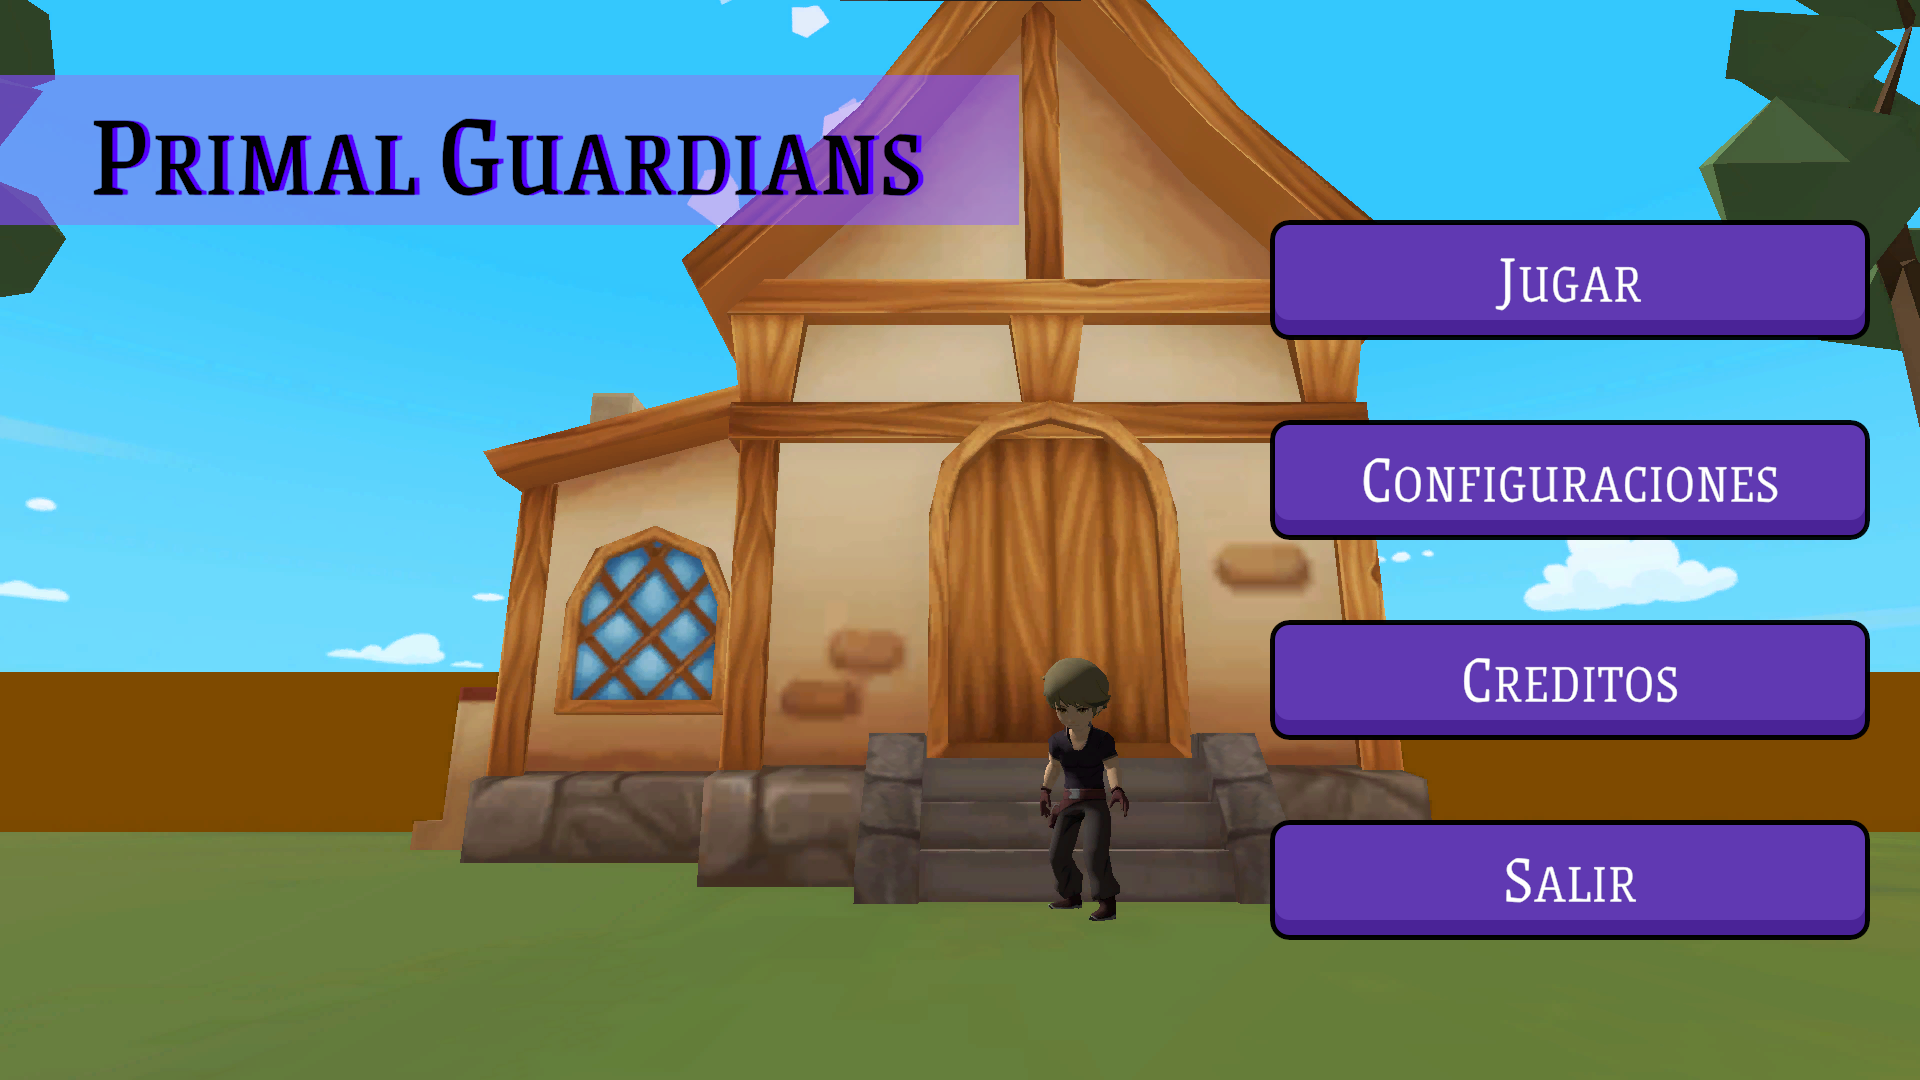 Primal Guardians
Jugar
Configuraciones
Creditos
Salir